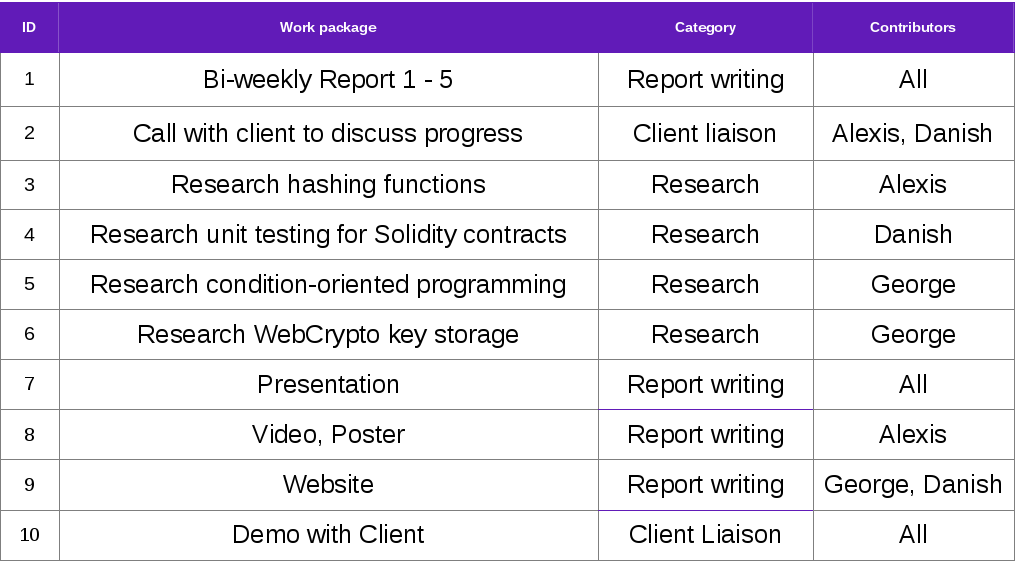 ID Work package Category Contributors
1 Bi-weekly Report 1 - 5 Report writing All
2 Call with client to discuss progress Client liaison Alexis, Danish
3 Research hashing functions Research Alexis
4 Research unit testing for Solidity contracts Research Danish
5 Research condition-oriented programming Research George
6 Research WebCrypto key storage Research George
7 Presentation Report writing All
8 Video, Poster Report writing Alexis
9 Website Report writing George, Danish
10 Demo with Client Client Liaison All